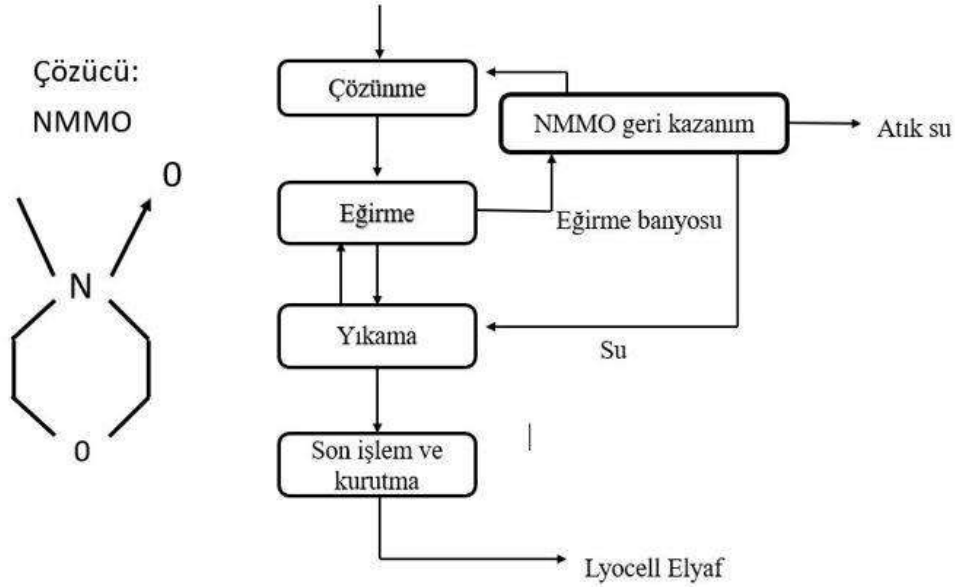 Çözücü:
NMMO
0
N
0
Çözünme
NMMO geri kazanım
Atık su
Eğirme
Eğirme banyosu
Yıkama
Su
Son işlem ve
kurutma
Lyocell Elyaf